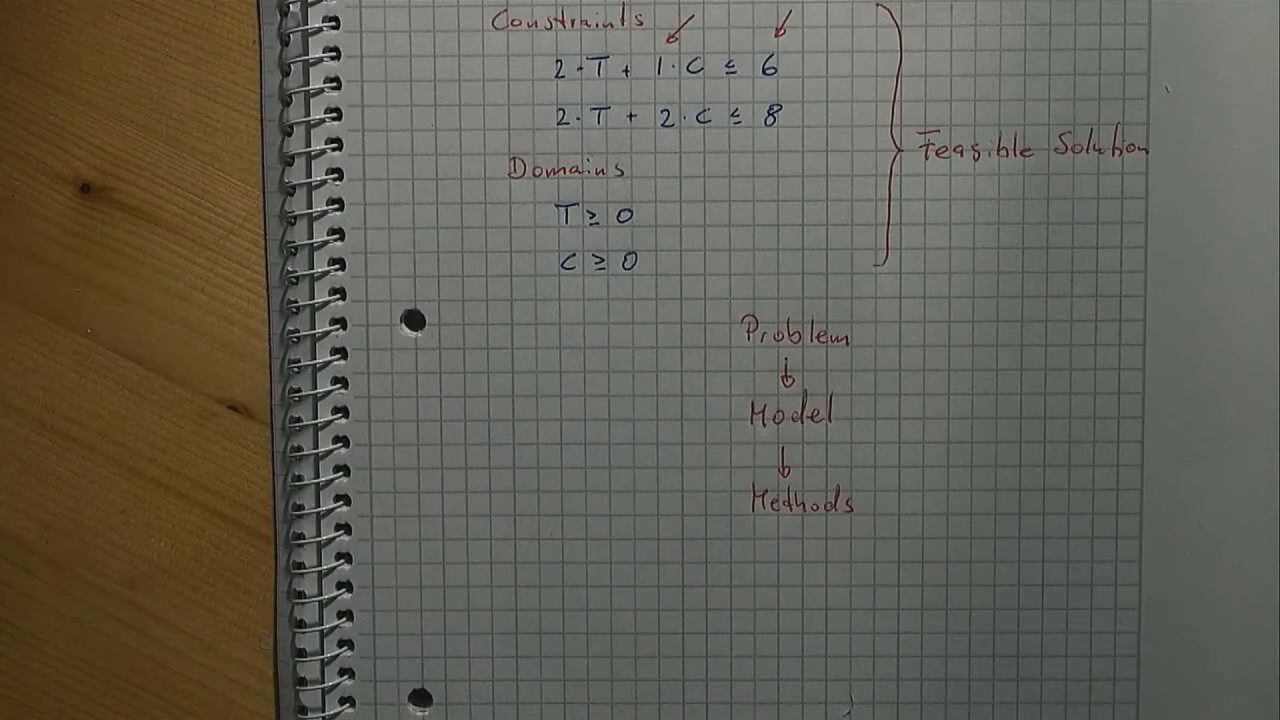 Constraints
2·T + 1·C ≤ 6
2·T + 2·C ≤ 8
Feasible Solution
Domains
T ≥ 0
C ≥ 0
Problem
↓
Model
↓
Methods